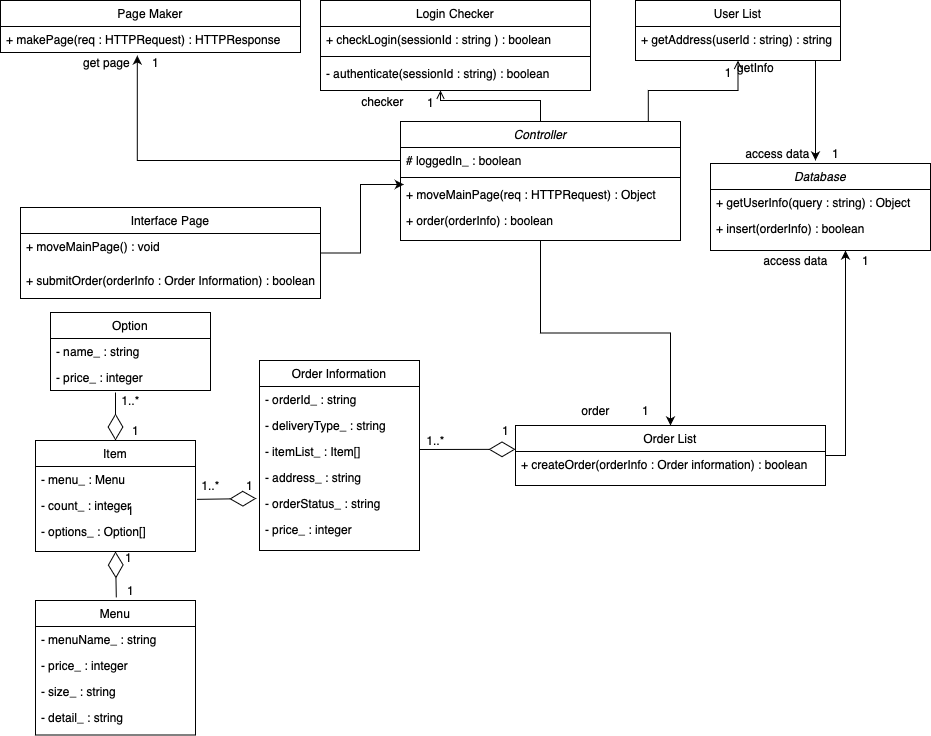 Page Maker
+ makePage(req : HTTPRequest) : HTTPResponse
get page
1
Login Checker
+ checkLogin(sessionId : string ) : boolean
- authenticate(sessionId : string) : boolean
checker
1
User List
+ getAddress(userId : string) : string
1
getInfo
Controller
# loggedIn_ : boolean
+ moveMainPage(req : HTTPRequest) : Object
+ order(orderInfo) : boolean
access data
1
Database
+ getUserInfo(query : string) : Object
+ insert(orderInfo) : boolean
access data
1
Interface Page
+ moveMainPage() : void
+ submitOrder(orderInfo : Order Information) : boolean
Option
- name_ : string
- price_ : integer
1..*
1
Item
- menu_ : Menu
- count_ : integer
- options_ : Option[]
1..*
1
1
1
Menu
- menuName_ : string
- price_ : integer
- size_ : string
- detail_ : string
Order Information
- orderId_ : string
- deliveryType_ : string
- itemList_ : Item[]
- address_ : string
- orderStatus_ : string
- price_ : integer
1..*
1
order
1
Order List
+ createOrder(orderInfo : Order information) : boolean